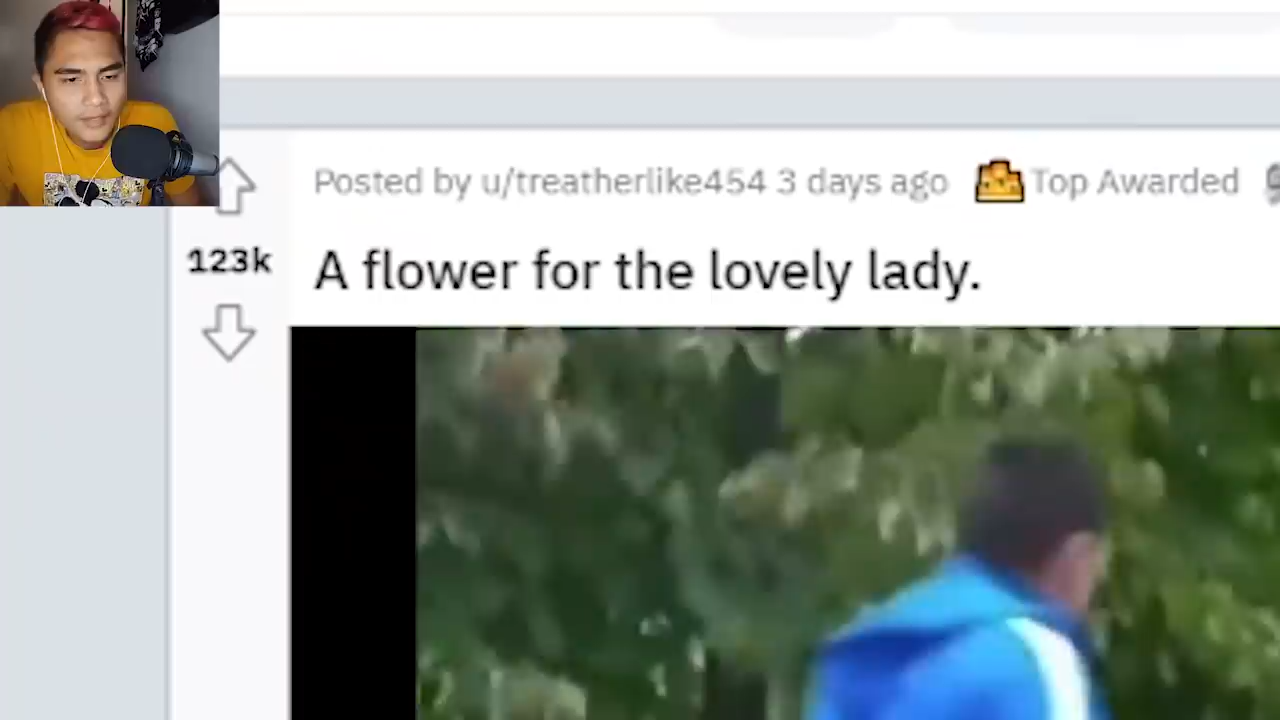 Posted by u/treatherlike454 3 days ago Top Awarded
123k
A flower for the lovely lady.